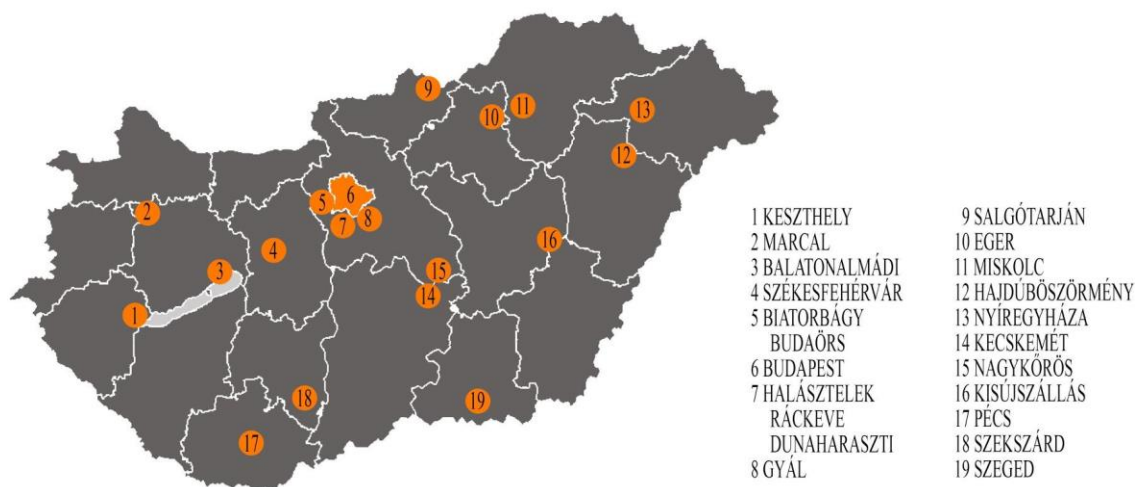 9
11
10
13
12
5
6
2
7
8
16
4
3
15
14
1
18
19
17
1 KESZTHELY
2 MARCAL
3 BALATONALMÁDI
4 SZÉKESFEHÉRVÁR
5 BIATORBÁGY
BUDAÖRS
6 BUDAPEST
7 HALÁSZTELEK
RÁCKEVE
DUNAHARASZTI
8 GYÁL
9 SALGÓTARJÁN
10 EGER
11 MISKOLC
12 HAJDÚBÖSZÖRMÉNY
13 NYÍREGYHÁZA
14 KECSKEMÉT
15 NAGYKŐRÖS
16 KISÚJSZÁLLÁS
17 PÉCS
18 SZEKSZÁRD
19 SZEGED